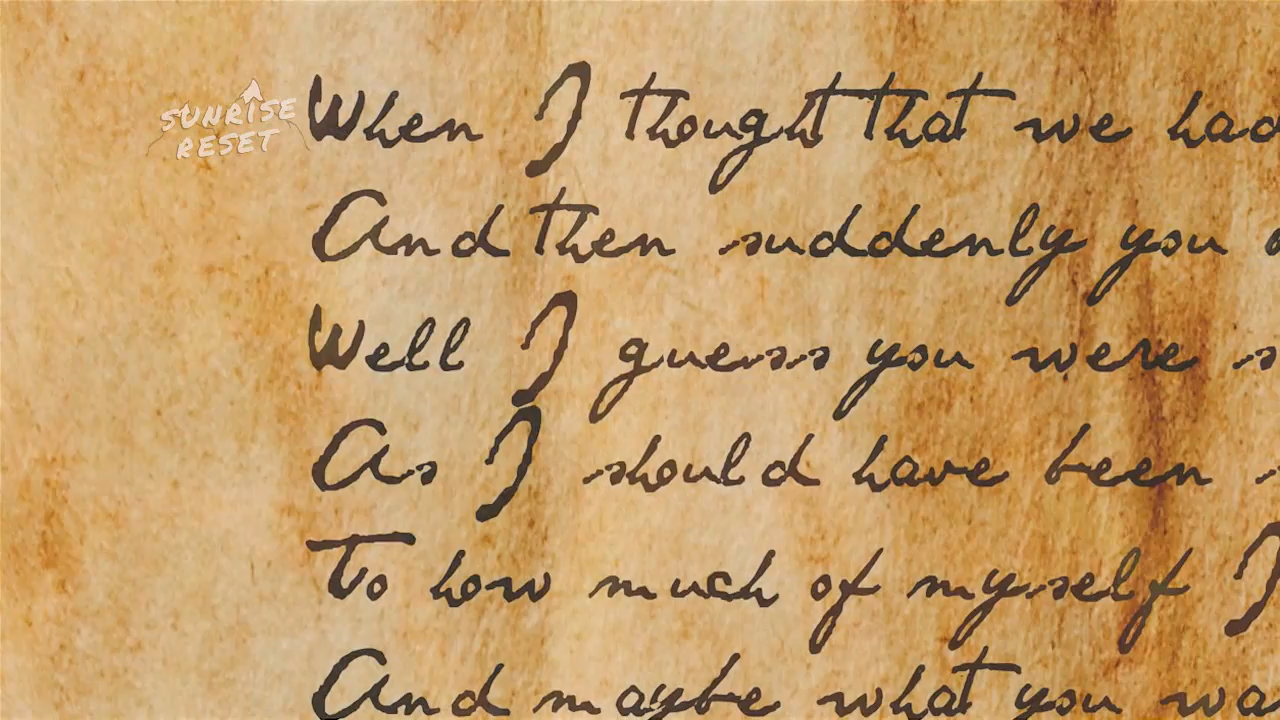 SUNRISE
RESET
When I thought that we had
And then suddenly you
Well I guess you were
As I should have been
To how much of myself I
And maybe what you